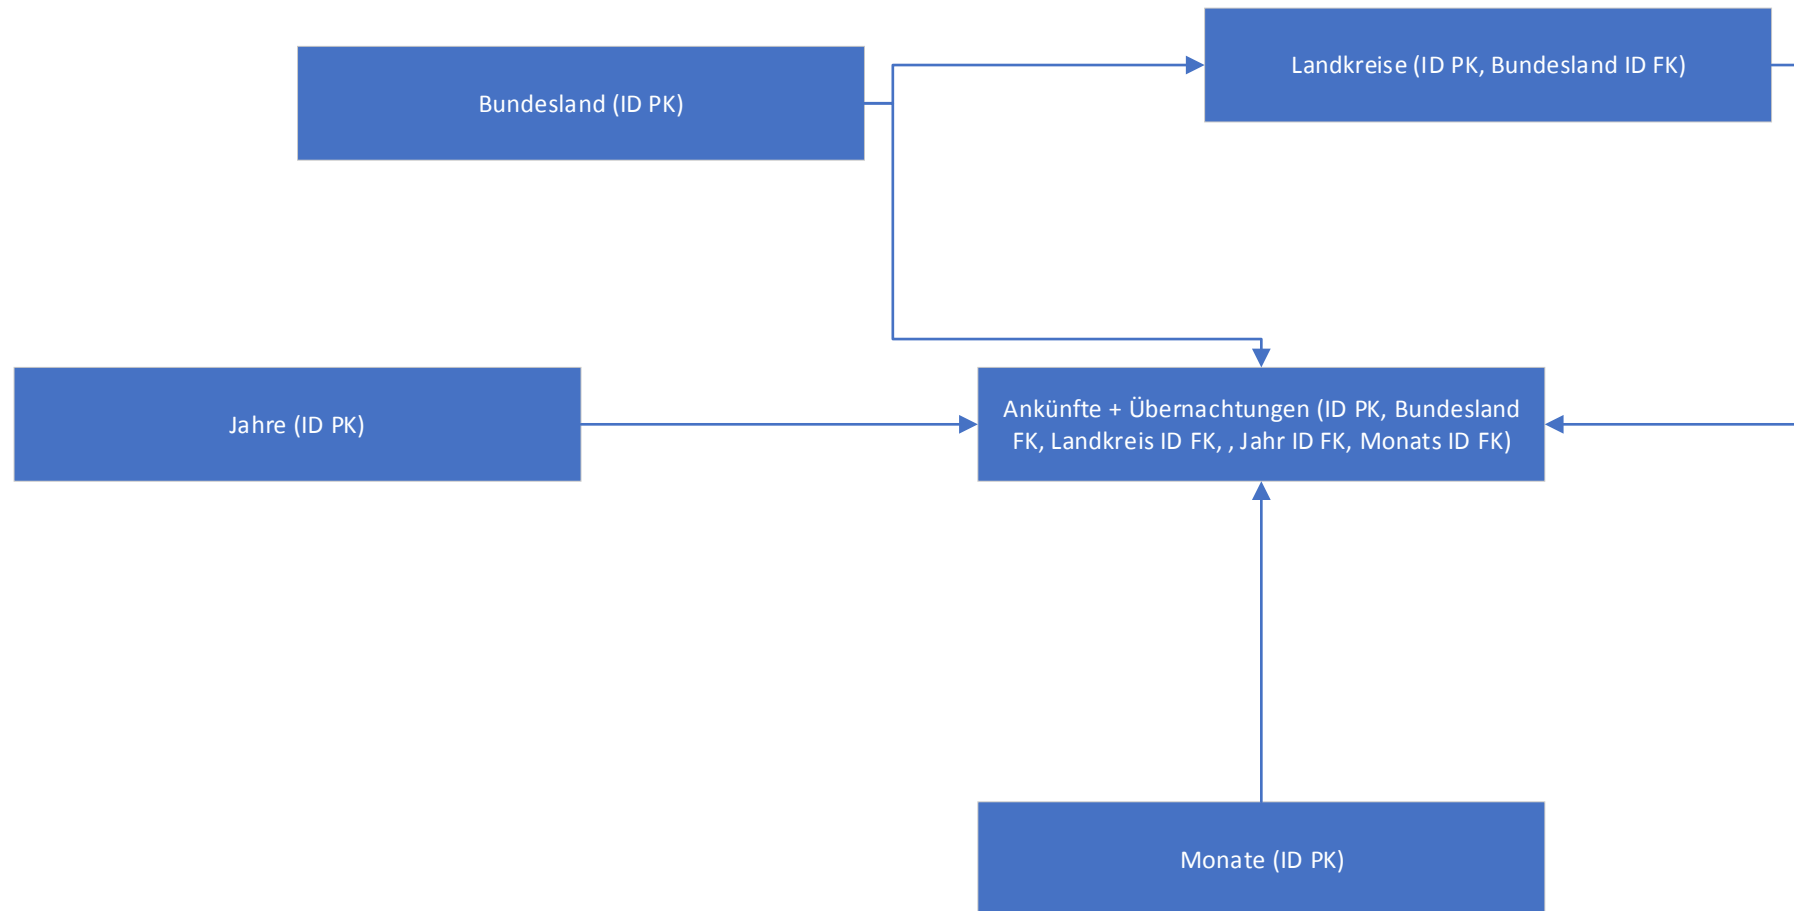 Landkreise (ID PK, Bundesland ID FK)
Bundesland (ID PK)
Jahre (ID PK)
Ankünfte + Übernachtungen (ID PK, Bundesland
FK, Landkreis ID FK, , Jahr ID FK, Monats ID FK)
Monate (ID PK)